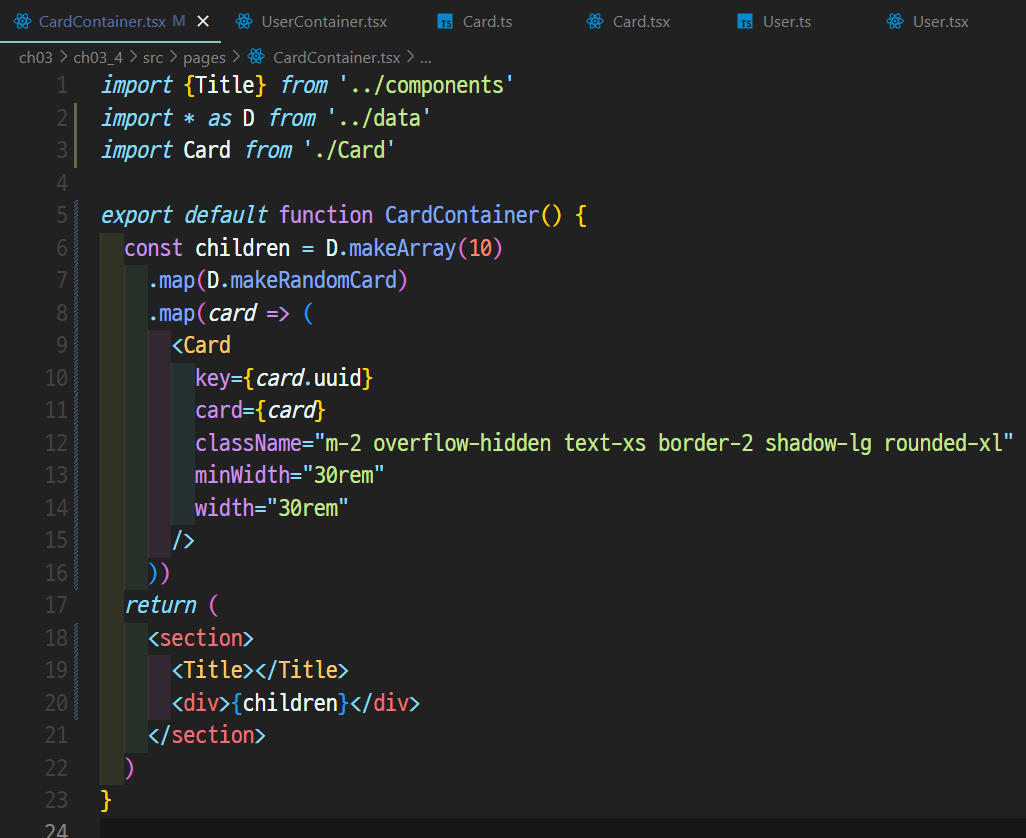 CardContainer.tsx M × UserContainer.tsx TS Card.ts Card.tsx TS User.ts User.tsx
ch03 > ch03_4 > src > pages > CardContainer.tsx > ...
1 import {Title} from '../components'
2 import * as D from '../data'
3 import Card from './Card'
4
5 export default function CardContainer() {
6 const children = D.makeArray(10)
7 .map(D.makeRandomCard)
8 .map(card => (
9 <Card
10 key={card.uuid}
11 card={card}
12 className="m-2 overflow-hidden text-xs border-2 shadow-lg rounded-xl"
13 minWidth="30rem"
14 width="30rem"
15 />
16 ))
17 return (
18 <section>
19 <Title></Title>
20 <div>{children}</div>
21 </section>
22 )
23 }
24